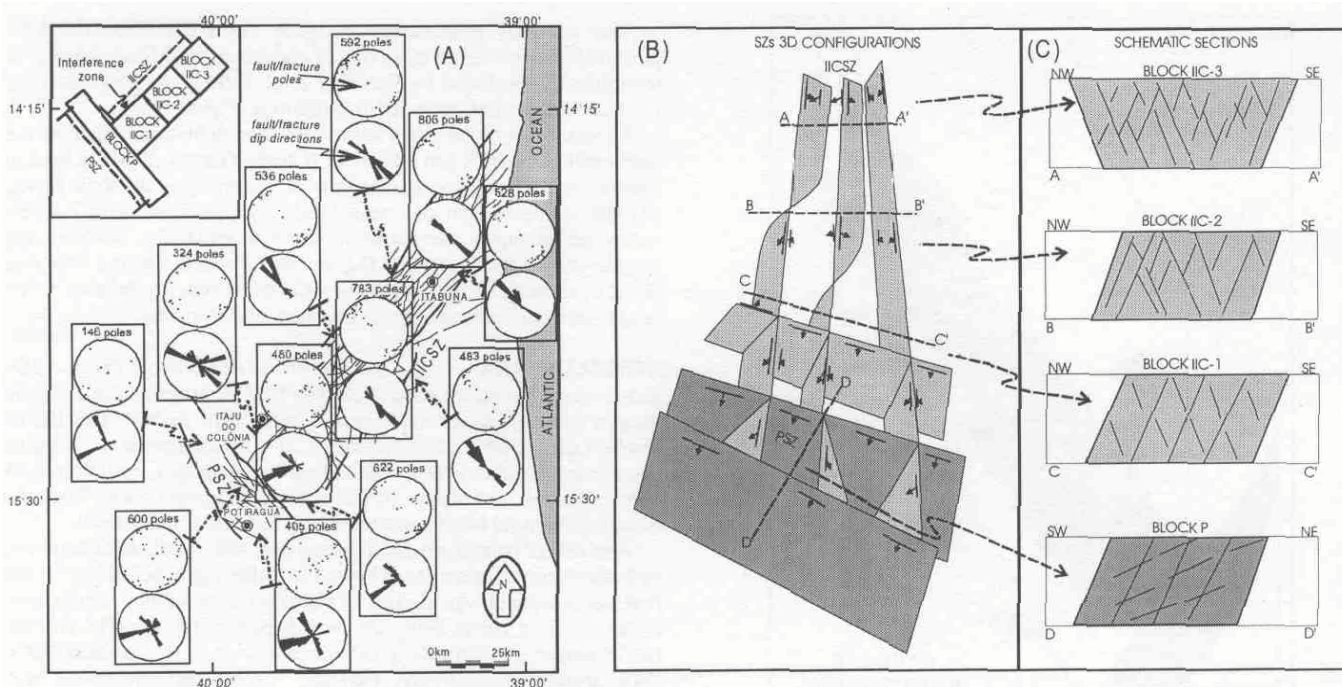 40°00'
39°00'
(A)
Interference zone
IICSZ
BLOCK IIC-3
BLOCK IIC-2
BLOCK IIC-1
BLOCK P
PSZ
592 poles
fault/fracture poles
fault/fracture dip directions
14°15'
14°15'
806 poles
OCEAN
536 poles
528 poles
324 poles
783 poles
ITABUNA
146 poles
480 poles
IICSZ
483 poles
ATLANTIC
ITAJU DO COLÔNIA
PSZ
622 poles
15°30'
15°30'
POTIRAGUÁ
600 poles
405 poles
N
0km 25km
40°00'
39°00'
(B)
SZs 3D CONFIGURATIONS
IICSZ
A A'
B B'
C C'
D
PSZ
D'
(C)
SCHEMATIC SECTIONS
NW BLOCK IIC-3 SE
A A'
NW BLOCK IIC-2 SE
B B'
NW BLOCK IIC-1 SE
C C'
SW BLOCK P NE
D D'